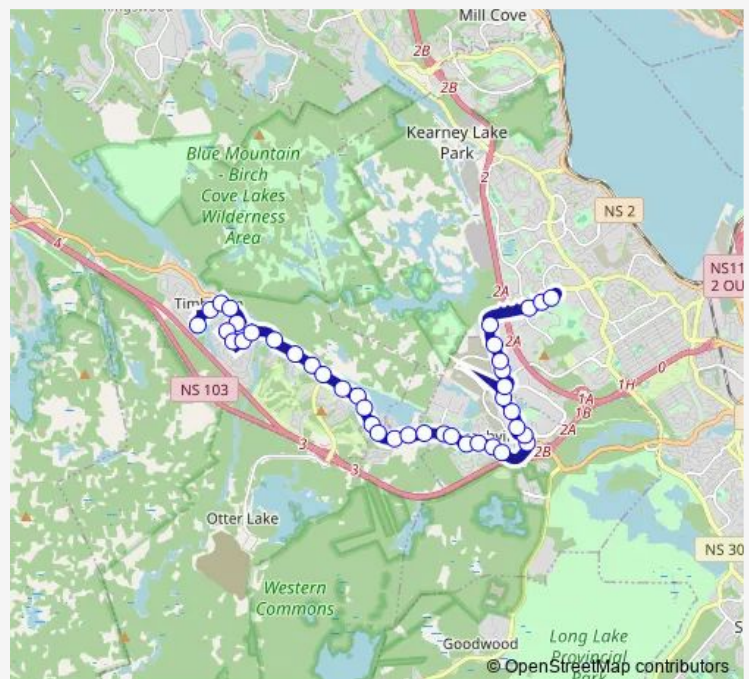 Mill Cove
2B
2B
Kearney Lake
Park
Blue Mountain
- Birch
Cove Lakes
Wilderness
Area
2
NS 2
4
NS11
2 OU
2A
2A
NS 103
0
1H
1A
1B
2A
2B
3
3
Otter Lake
NS 30
Western
Commons
Goodwood
Long Lake
Provincial
Park
© OpenStreetMap contributors